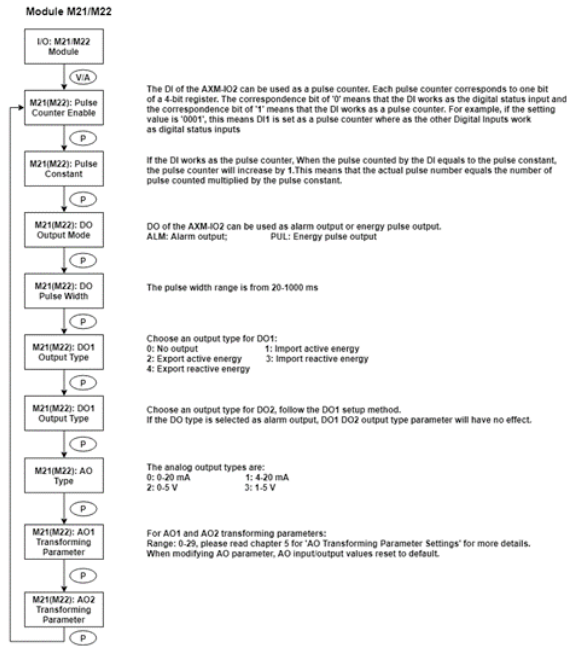 Module M21/M22
I/O: M21/M22
Module
V/A
M21(M22): Pulse
Counter Enable
The DI of the AXM-IO2 can be used as a pulse counter. Each pulse counter corresponds to one bit
of a 4-bit register. The correspondence bit of '0' means that the DI works as the digital status input and
the correspondence bit of '1' means that the DI works as a pulse counter. For example, if the setting
value is '0001', this means DI1 is set as a pulse counter where as the other Digital Inputs work
as digital status inputs
P
M21(M22): Pulse
Constant
If the DI works as the pulse counter, When the pulse counted by the DI equals to the pulse constant,
the pulse counter will increase by 1.This means that the actual pulse number equals the number of
pulse counted multiplied by the pulse constant.
P
M21(M22): DO
Output Mode
DO of the AXM-IO2 can be used as alarm output or energy pulse output.
ALM: Alarm output; PUL: Energy pulse output
P
M21(M22): DO
Pulse Width
The pulse width range is from 20-1000 ms
P
M21(M22): DO1
Output Type
Choose an output type for DO1:
0: No output 1: Import active energy
2: Export active energy 3: Import reactive energy
4: Export reactive energy
P
M21(M22): DO1
Output Type
Choose an output type for DO2, follow the DO1 setup method.
If the DO type is selected as alarm output, DO1 DO2 output type parameter will have no effect.
P
M21(M22): AO
Type
The analog output types are:
0: 0-20 mA 1: 4-20 mA
2: 0-5 V 3: 1-5 V
P
M21(M22): AO1
Transforming
Parameter
For AO1 and AO2 transforming parameters:
Range: 0-29, please read chapter 5 for 'AO Transforming Parameter Settings' for more details.
When modifying AO parameter, AO input/output values reset to default.
P
M21(M22): AO2
Transforming
Parameter
P